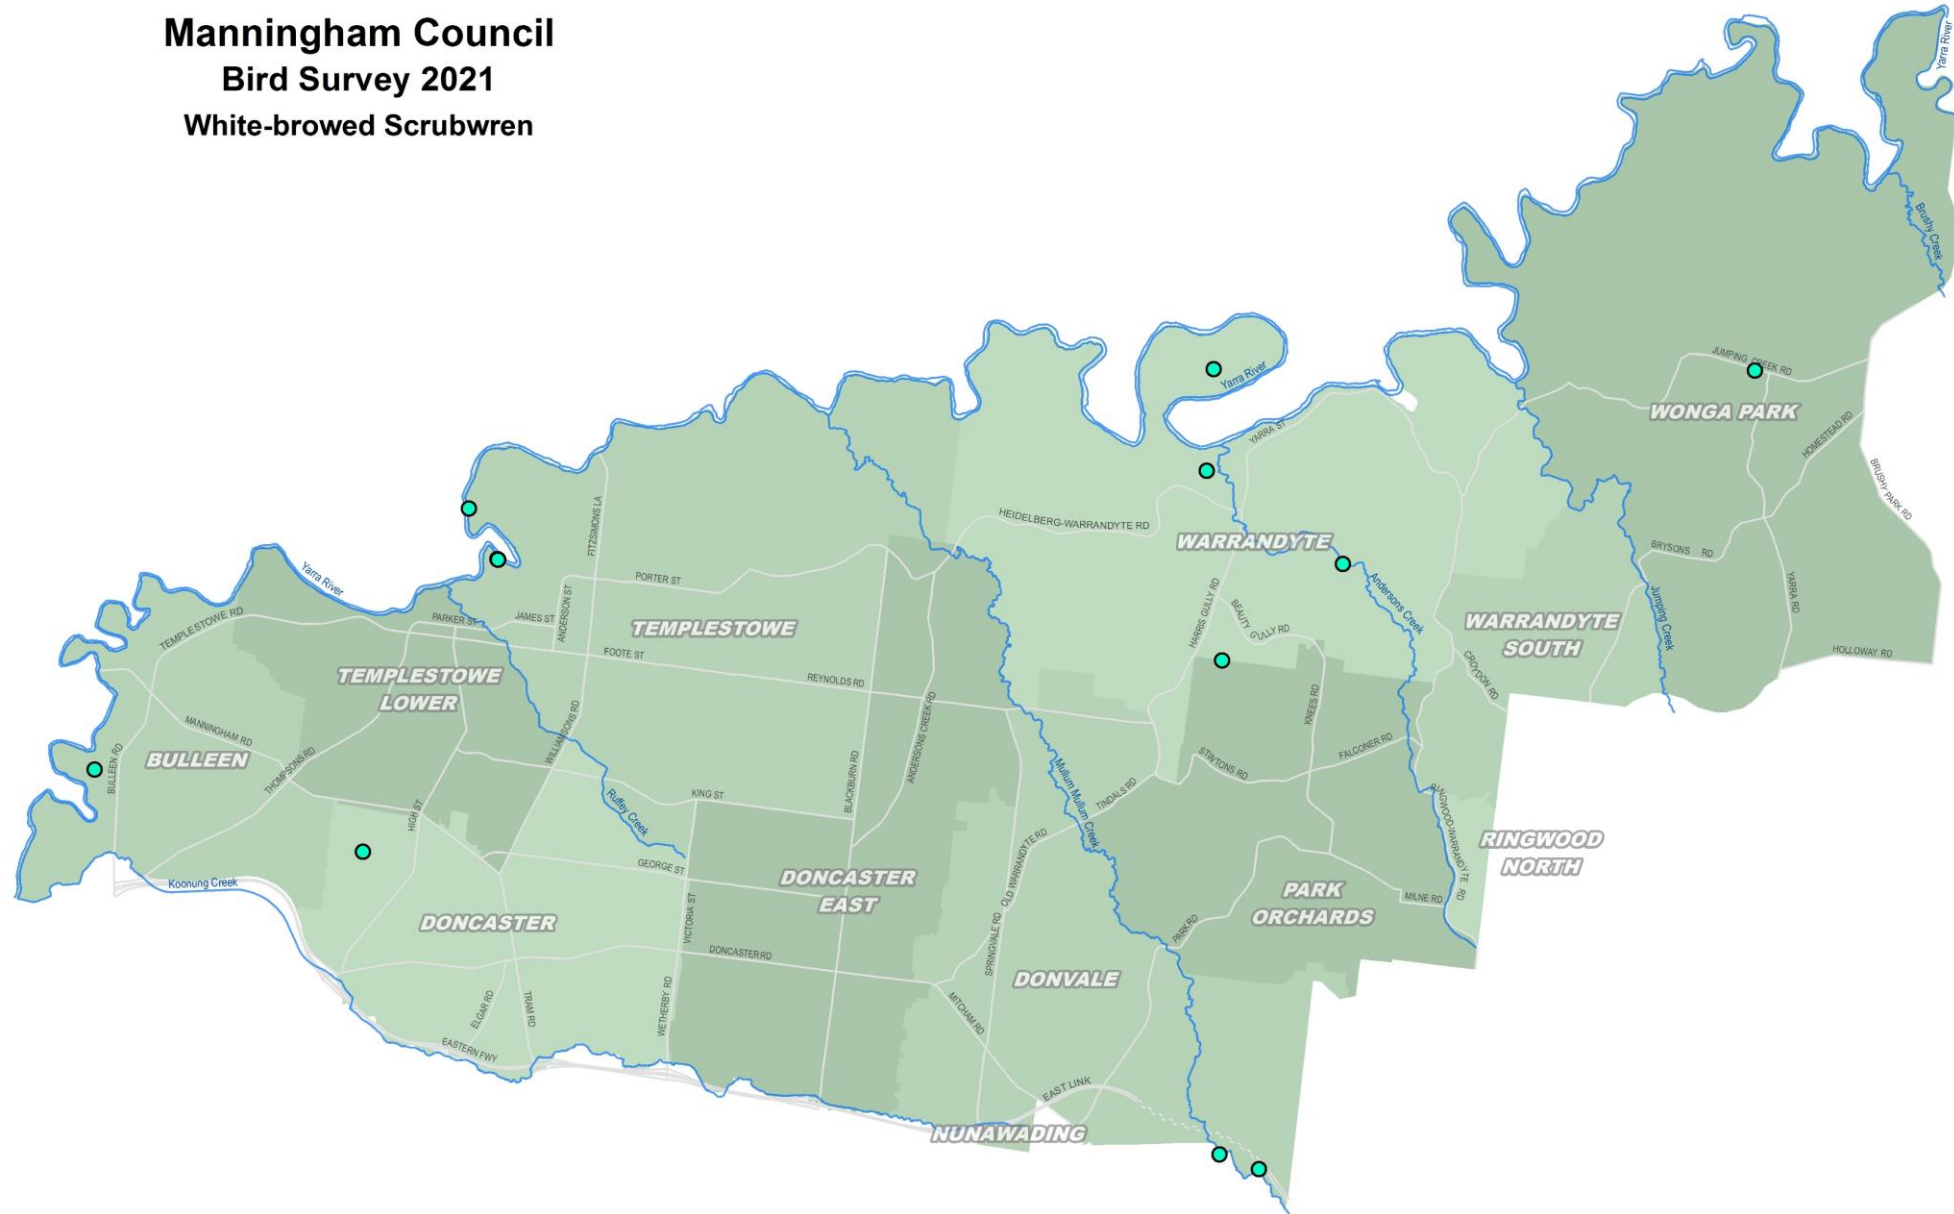 Manningham Council
Bird Survey 2021
White-browed Scrubwren
Yarra River
Brushy Creek
JUMPING CREEK RD
WONGA PARK
HOMESTEAD RD
BRUSHY PARK RD
Yarra River
YARRA ST
HEIDELBERG-WARRANDYTE RD
WARRANDYTE
FITZSIMONS LA
BRYSONS RD
YARRA RD
Yarra River
PORTER ST
ANDERSON ST
Andersons Creek
HARRIS GULLY RD
BEAUTY GULLY RD
Jumping Creek
TEMPLESTOWE RD
PARKER ST
JAMES ST
TEMPLESTOWE
WARRANDYTE
SOUTH
HOLLOWAY RD
FOOTE ST
REYNOLDS RD
CROYDON RD
TEMPLESTOWE
LOWER
KNEES RD
ANDERSONS CREEK RD
WILLIAMSONS RD
MANNINGHAM RD
BULLEEN
BULLEEN RD
THOMPSONS RD
STINTONS RD
FALCONER RD
BLACKBURN RD
Mullum Mullum Creek
TINDALS RD
KING ST
HIGH ST
Ruffey Creek
RINGWOOD-WARRANDYTE RD
RINGWOOD
NORTH
OLD WARRANDYTE RD
GEORGE ST
Koonung Creek
DONCASTER
EAST
PARK
ORCHARDS
MILNE RD
DONCASTER
VICTORIA ST
PARK RD
SPRINGVALE RD
DONCASTER RD
DONVALE
ELGAR RD
TRAM RD
WETHERBY RD
MITCHAM RD
EASTERN FWY
EAST LINK
NUNAWADING